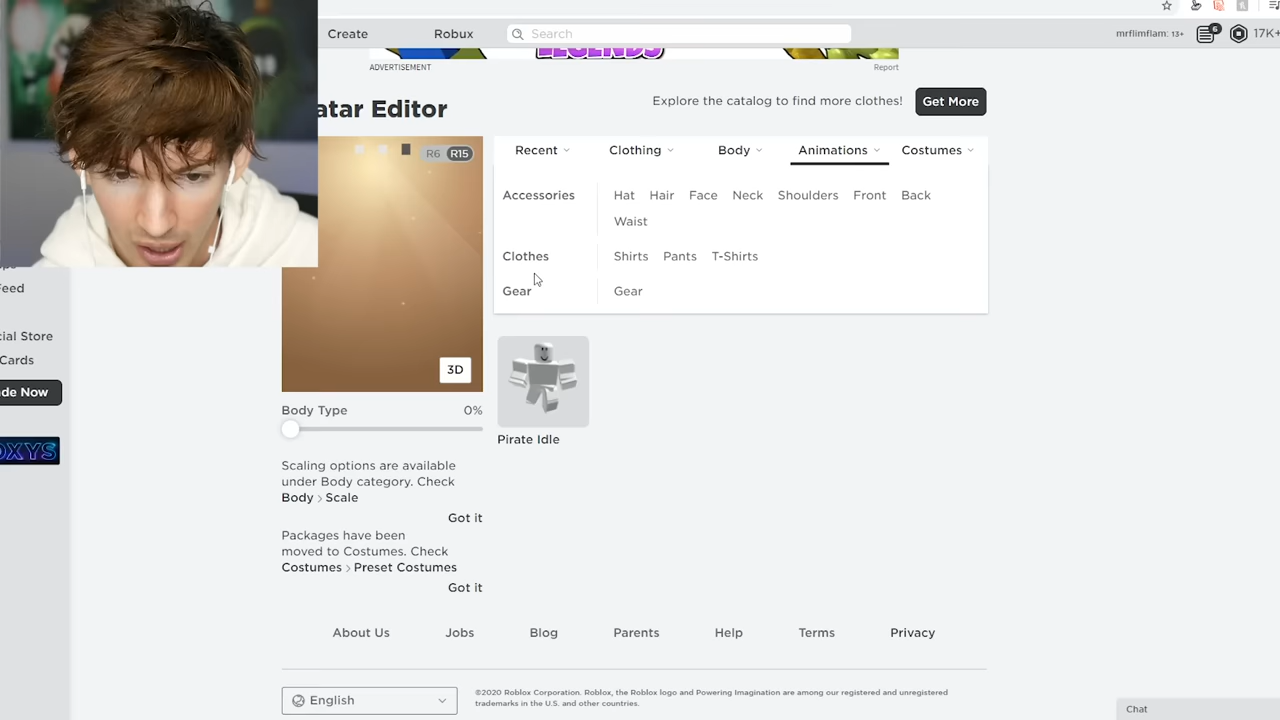 Create Robux Search mrflimflam: 13+ 6 17K+
LEGENDS
ADVERTISEMENT Report
atar Editor Explore the catalog to find more clothes! Get More
R6 R15 Recent Clothing Body Animations Costumes
Accessories Hat Hair Face Neck Shoulders Front Back
Waist
Clothes Shirts Pants T-Shirts
Gear Gear
eed
cial Store
Cards
de Now
OXYS
3D
Pirate Idle
Body Type 0%
Scaling options are available
under Body category. Check
Body > Scale
Got it
Packages have been
moved to Costumes. Check
Costumes > Preset Costumes
Got it
About Us Jobs Blog Parents Help Terms Privacy
English
©2020 Roblox Corporation. Roblox, the Roblox logo and Powering Imagination are among our registered and unregistered
trademarks in the U.S. and other countries.
Chat